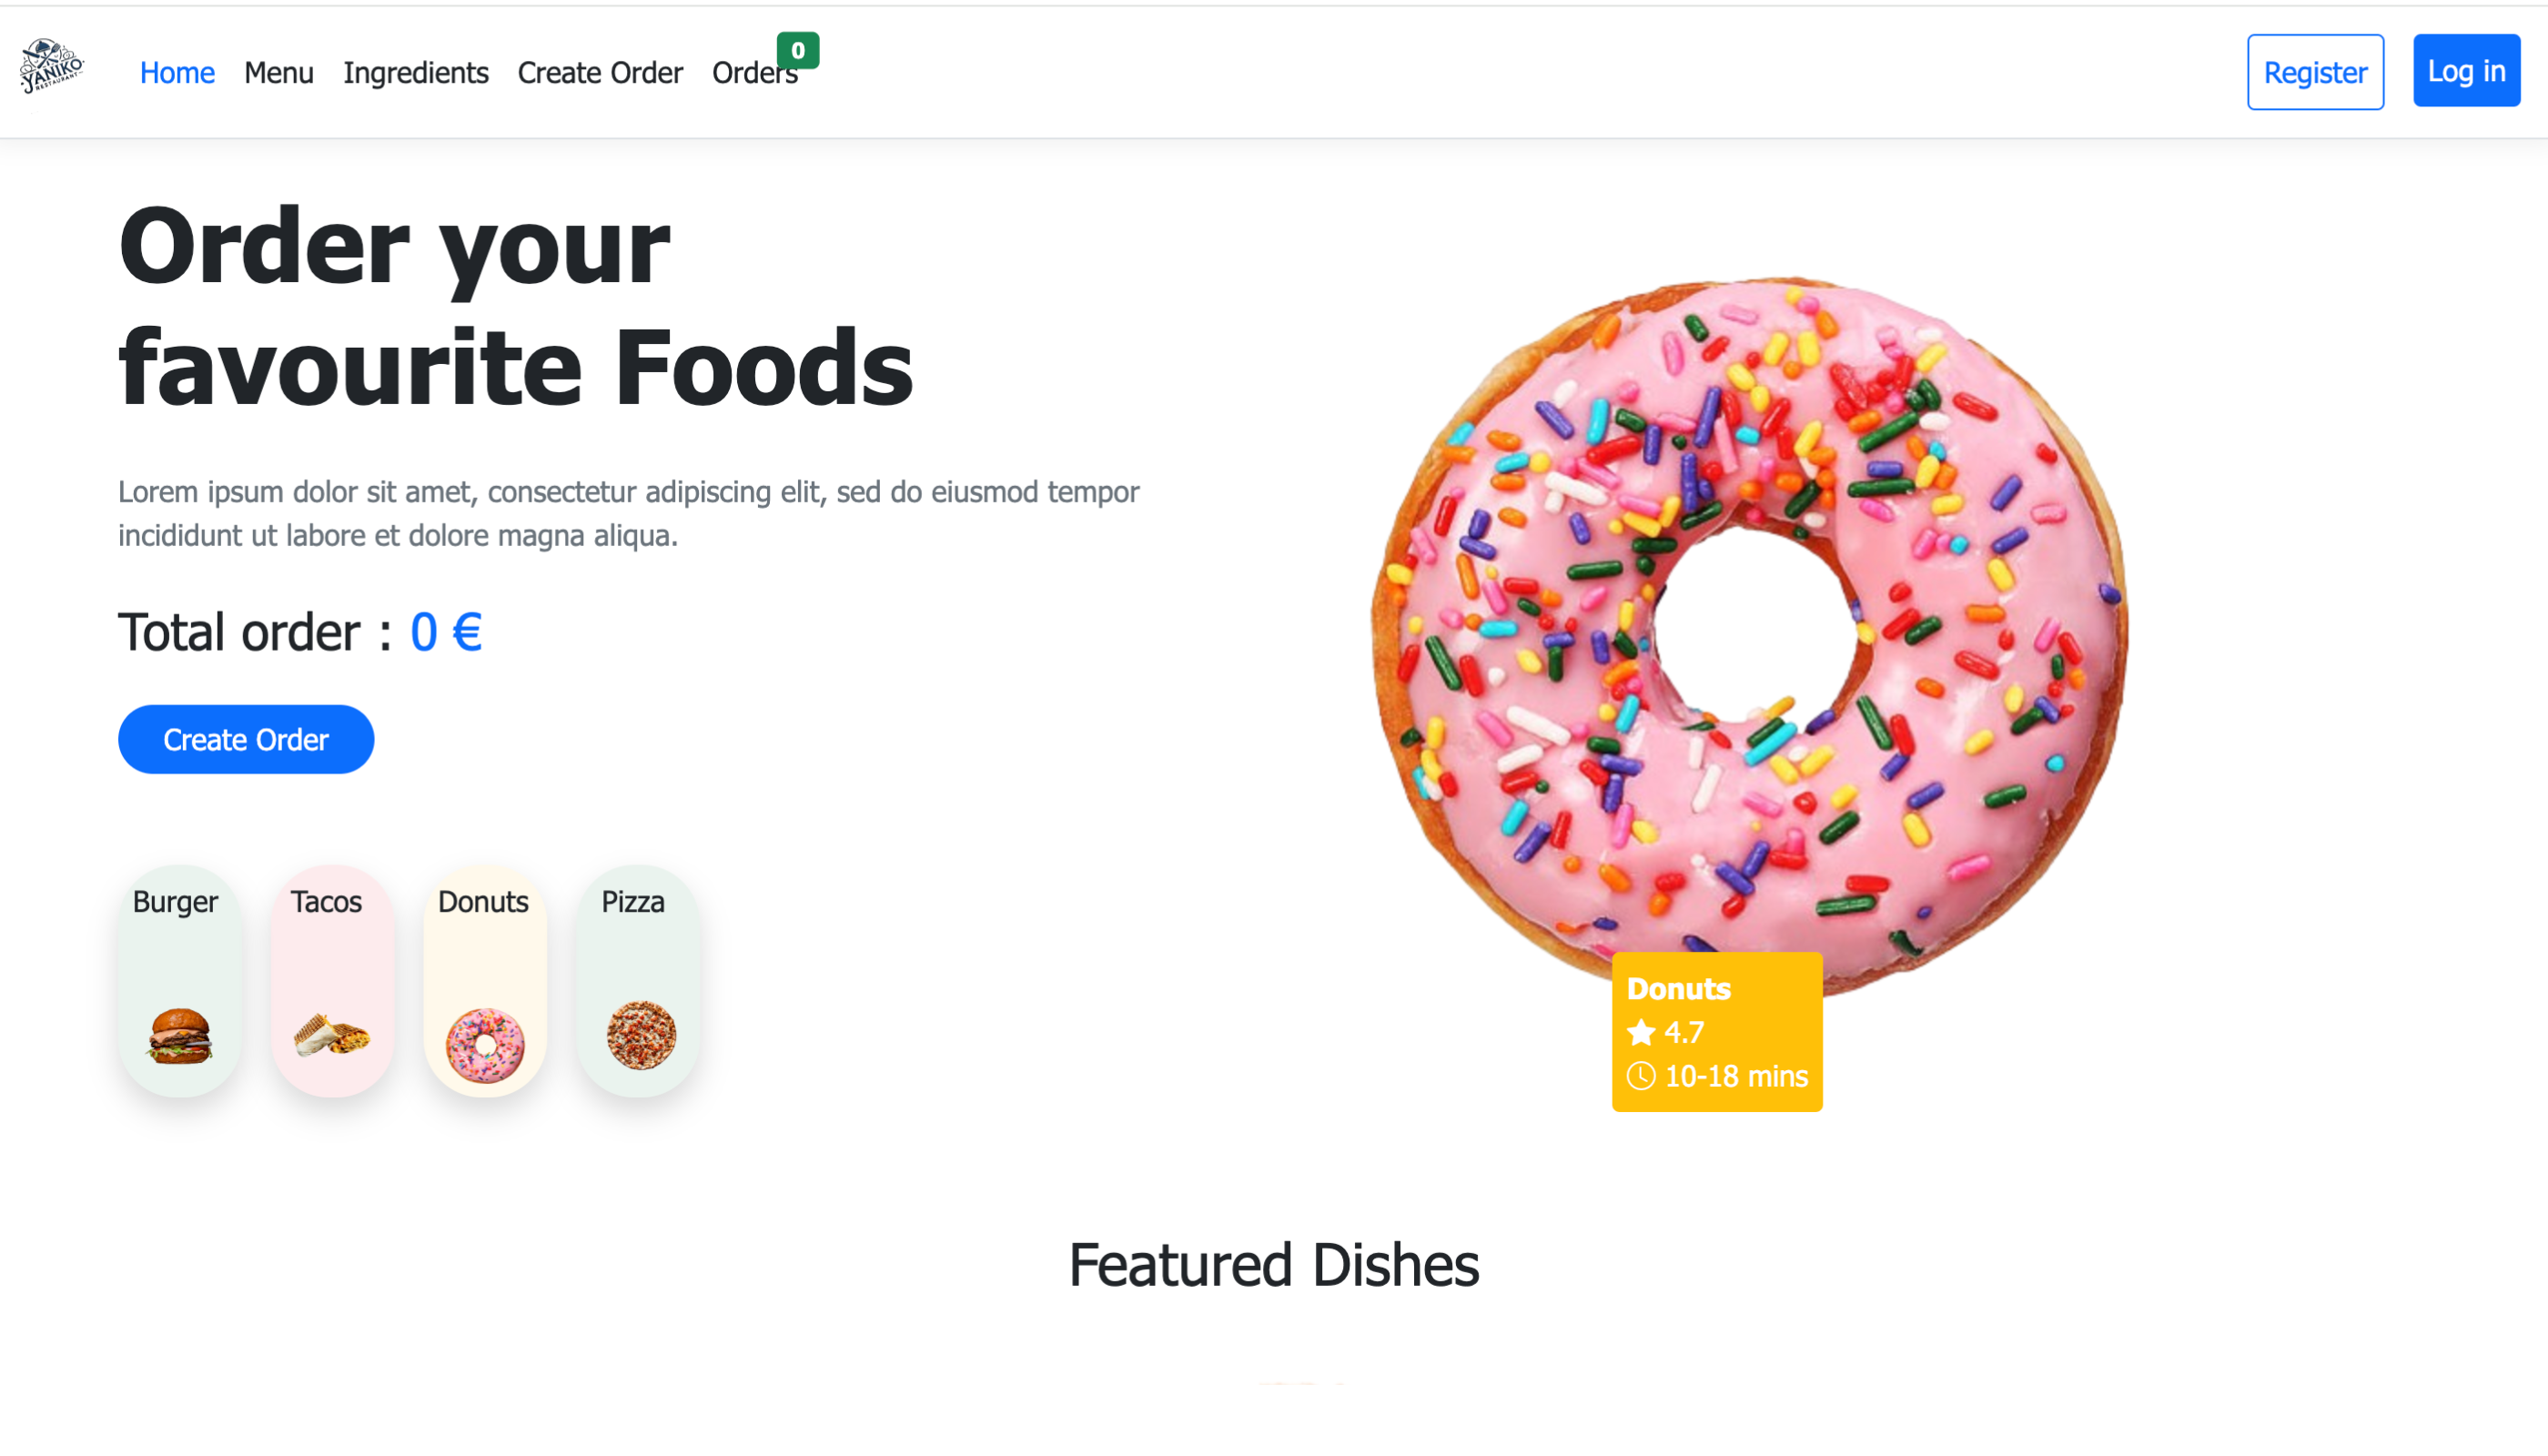 YANIKO
RESTAURANT
Home Menu Ingredients Create Order Orders 0
Register Log in
Order your
favourite Foods
Lorem ipsum dolor sit amet, consectetur adipiscing elit, sed do eiusmod tempor
incididunt ut labore et dolore magna aliqua.
Total order : 0 €
Create Order
Burger Tacos Donuts Pizza
Donuts
4.7
10-18 mins
Featured Dishes